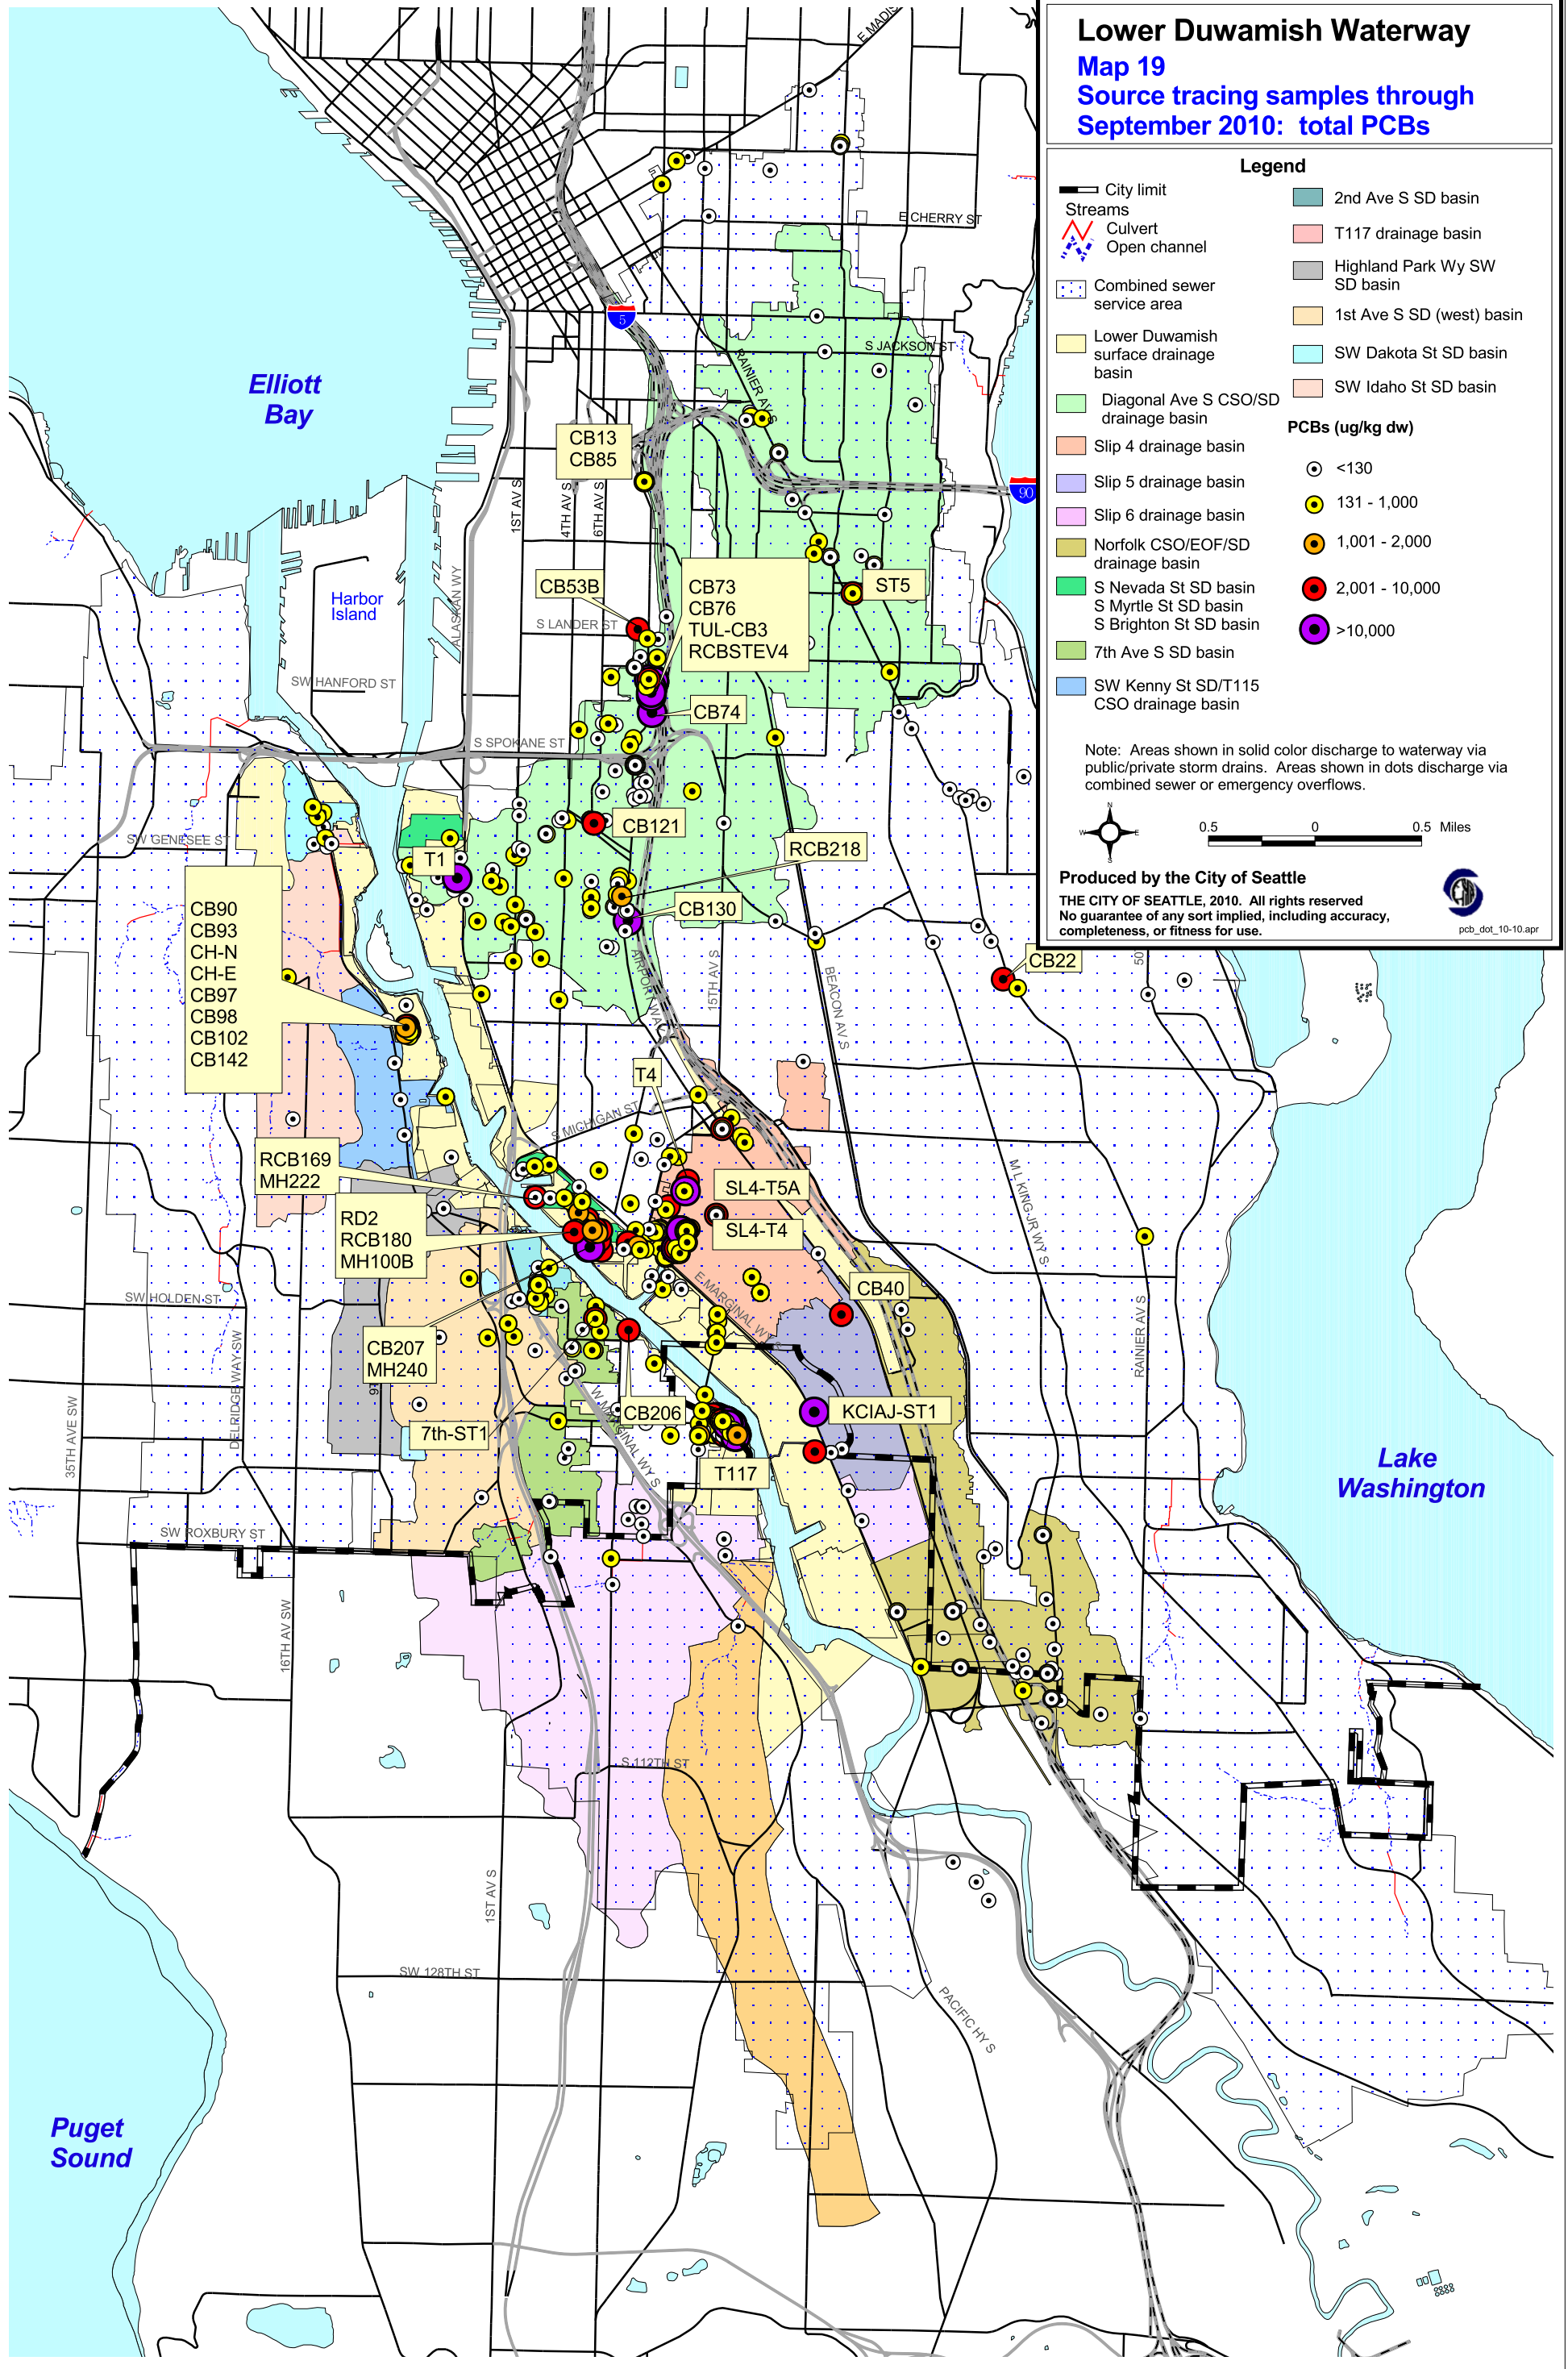 Lower Duwamish Waterway
Map 19
Source tracing samples through
September 2010: total PCBs
Legend
City limit
Streams
Culvert
Open channel
Combined sewer
service area
Lower Duwamish
surface drainage
basin
Diagonal Ave S CSO/SD
drainage basin
Slip 4 drainage basin
Slip 5 drainage basin
Slip 6 drainage basin
Norfolk CSO/EOF/SD
drainage basin
S Nevada St SD basin
S Myrtle St SD basin
S Brighton St SD basin
7th Ave S SD basin
SW Kenny St SD/T115
CSO drainage basin
2nd Ave S SD basin
T117 drainage basin
Highland Park Wy SW
SD basin
1st Ave S SD (west) basin
SW Dakota St SD basin
SW Idaho St SD basin
PCBs (ug/kg dw)
<130
131 - 1,000
1,001 - 2,000
2,001 - 10,000
>10,000
Note: Areas shown in solid color discharge to waterway via
public/private storm drains. Areas shown in dots discharge via
combined sewer or emergency overflows.
N
W
E
S
0.5
0
0.5 Miles
Produced by the City of Seattle
THE CITY OF SEATTLE, 2010. All rights reserved
No guarantee of any sort implied, including accuracy,
completeness, or fitness for use.
pcb_dot_10-10.apr
E MADIS
E CHERRY ST
5
S JACKSON ST
RAINIER AV S
Elliott
Bay
CB13
CB85
90
1ST AV S
4TH AV S
6TH AV S
ALASKAN WY
Harbor
Island
CB53B
CB73
CB76
TUL-CB3
RCBSTEV4
ST5
S LANDER ST
SW HANFORD ST
CB74
S SPOKANE ST
CB121
SW GENESEE ST
T1
RCB218
CB130
CB90
CB93
CH-N
CH-E
CB97
CB98
CB102
CB142
AIRPORT WAY
15TH AV S
BEACON AV S
CB22
50
T4
S MICHIGAN ST
RCB169
MH222
SL4-T5A
RD2
RCB180
MH100B
SL4-T4
M L KING JR WY S
CB40
E MARGINAL WY S
SW HOLDEN ST
CB207
MH240
RAINIER AV S
DELRIDGE WAY SW
35TH AVE SW
W MARGINAL WY S
CB206
KCIAJ-ST1
7th-ST1
T117
Lake
Washington
SW ROXBURY ST
16TH AV SW
S 112TH ST
1ST AV S
SW 128TH ST
PACIFIC HY S
Puget
Sound